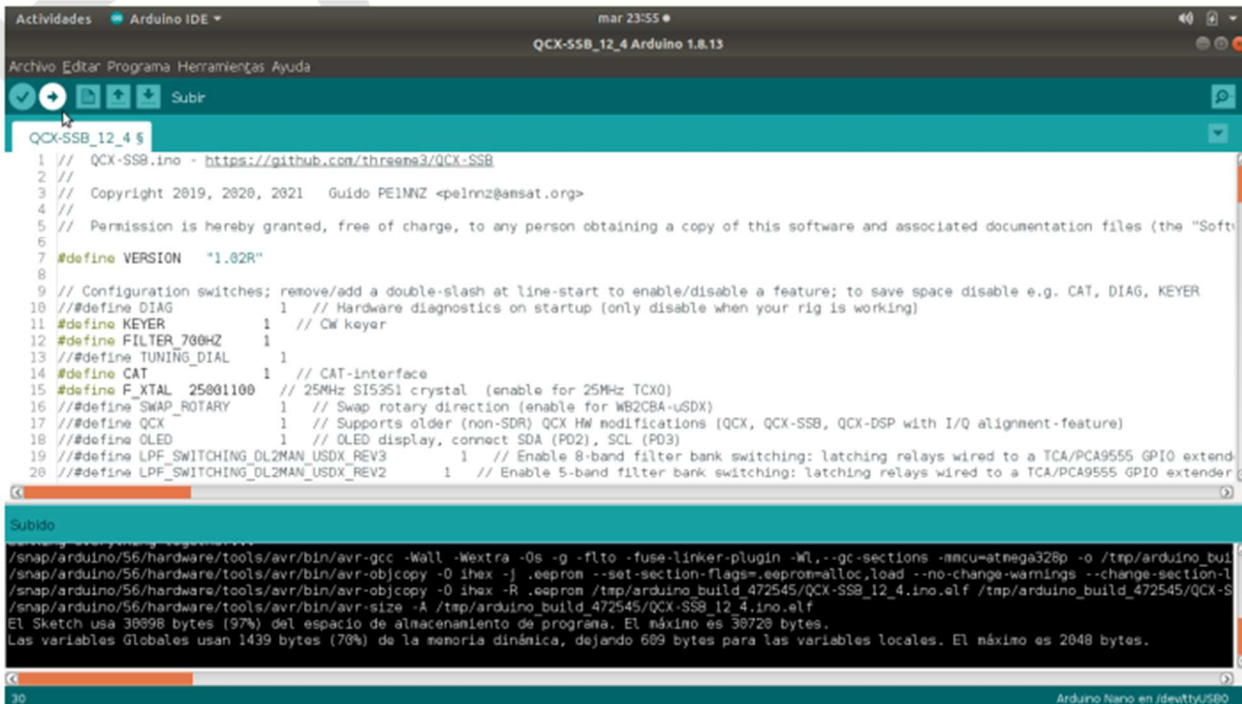 Actividades Arduino IDE mar 23:55
QCX-SSB_12_4 Arduino 1.8.13
Archivo Editar Programa Herramientas Ayuda
Subir
QCX-SSB_12_4 §
1 // QCX-SSB.ino - https://github.com/threeme3/QCX-SSB
2 //
3 // Copyright 2019, 2020, 2021 Guido PE1NNZ <pe1nnz@amsat.org>
4 //
5 // Permission is hereby granted, free of charge, to any person obtaining a copy of this software and associated documentation files (the "Soft
6
7 #define VERSION "1.02R"
8
9 // Configuration switches; remove/add a double-slash at line-start to enable/disable a feature; to save space disable e.g. CAT, DIAG, KEYER
10 //#define DIAG 1 // Hardware diagnostics on startup (only disable when your rig is working)
11 #define KEYER 1 // CW keyer
12 #define FILTER_700HZ 1
13 //#define TUNING_DIAL 1
14 #define CAT 1 // CAT-interface
15 #define F_XTAL 25001100 // 25MHz SI5351 crystal (enable for 25MHz TCXO)
16 //#define SWAP_ROTARY 1 // Swap rotary direction (enable for WB2CBA-uSDX)
17 //#define QCX 1 // Supports older (non-SDR) QCX HW modifications (QCX, QCX-SSB, QCX-DSP with I/Q alignment-feature)
18 //#define OLED 1 // OLED display, connect SDA (PD2), SCL (PD3)
19 //#define LPF_SWITCHING_DL2MAN_USDX_REV3 1 // Enable 8-band filter bank switching: latching relays wired to a TCA/PCA9555 GPIO extend
20 //#define LPF_SWITCHING_DL2MAN_USDX_REV2 1 // Enable 5-band filter bank switching: latching relays wired to a TCA/PCA9555 GPIO extender
Subido
/snap/arduino/56/hardware/tools/avr/bin/avr-gcc -Wall -Wextra -Os -g -flto -fuse-linker-plugin -Wl,--gc-sections -mmcu=atmega328p -o /tmp/arduino_bui
/snap/arduino/56/hardware/tools/avr/bin/avr-objcopy -O ihex -j .eeprom --set-section-flags=.eeprom=alloc,load --no-change-warnings --change-section-l
/snap/arduino/56/hardware/tools/avr/bin/avr-objcopy -O ihex -R .eeprom /tmp/arduino_build_472545/QCX-SSB_12_4.ino.elf /tmp/arduino_build_472545/QCX-S
/snap/arduino/56/hardware/tools/avr/bin/avr-size -A /tmp/arduino_build_472545/QCX-SSB_12_4.ino.elf
El Sketch usa 30098 bytes (97%) del espacio de almacenamiento de programa. El máximo es 30720 bytes.
Las variables Globales usan 1439 bytes (70%) de la memoria dinámica, dejando 609 bytes para las variables locales. El máximo es 2048 bytes.
30 Arduino Nano en /dev/ttyUSB0